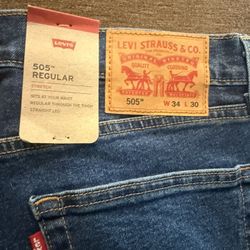 Levi's
505™
REGULAR
STRETCH
SITS AT YOUR WAIST
REGULAR THROUGH THE THIGH
STRAIGHT LEG
LEVI STRAUSS & CO.
ORIGINAL RIVETED
QUALITY CLOTHING
505™ W 34 L 30